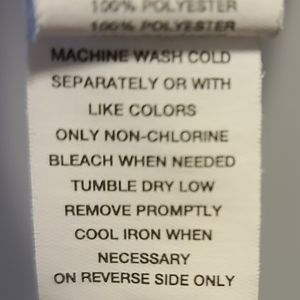 100% POLYESTER
100% POLYESTER
MACHINE WASH COLD
SEPARATELY OR WITH
LIKE COLORS
ONLY NON-CHLORINE
BLEACH WHEN NEEDED
TUMBLE DRY LOW
REMOVE PROMPTLY
COOL IRON WHEN
NECESSARY
ON REVERSE SIDE ONLY